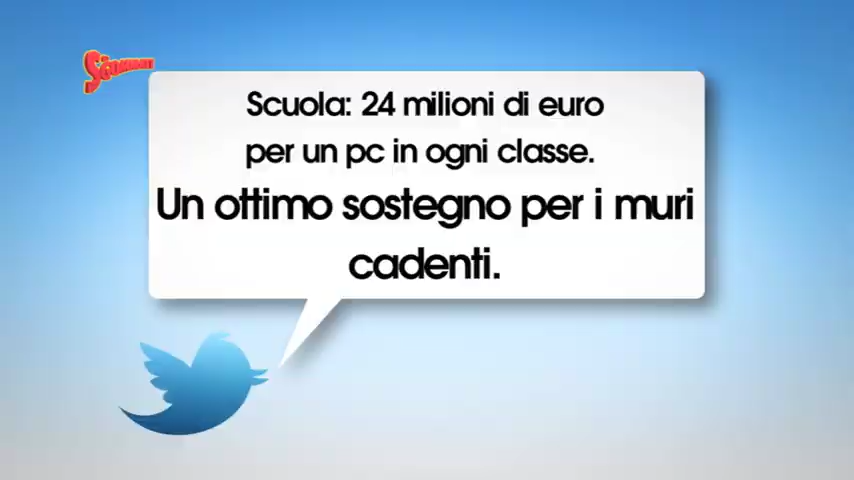 Scuola: 24 milioni di euro
per un pc in ogni classe.
Un ottimo sostegno per i muri
cadenti.